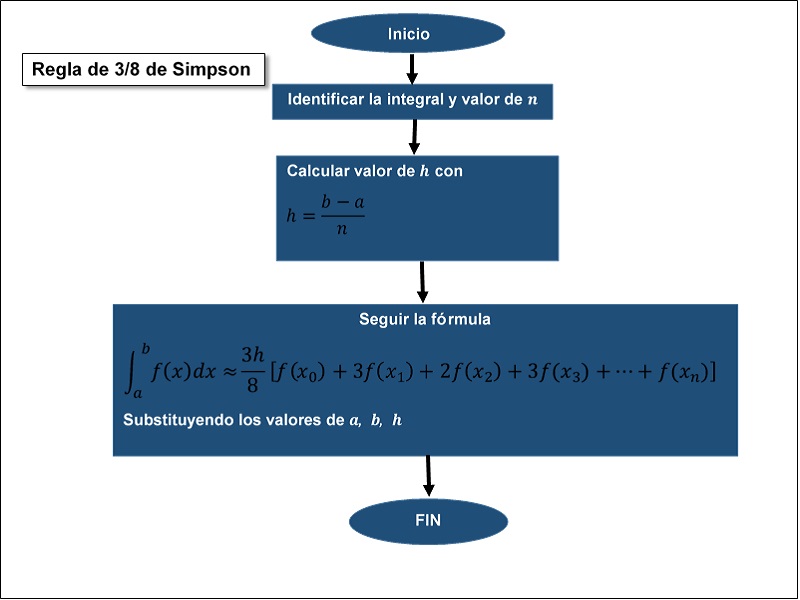 Inicio
Regla de 3/8 de Simpson
Identificar la integral y valor de n
Calcular valor de h con
h = \frac{b - a}{n}
Seguir la fórmula
\int_a^b f(x)dx ≈ \frac{3h}{8} [f(x_0) + 3f(x_1) + 2f(x_2) + 3f(x_3) + ⋯ + f(x_n)]
Substituyendo los valores de a, b, h
FIN